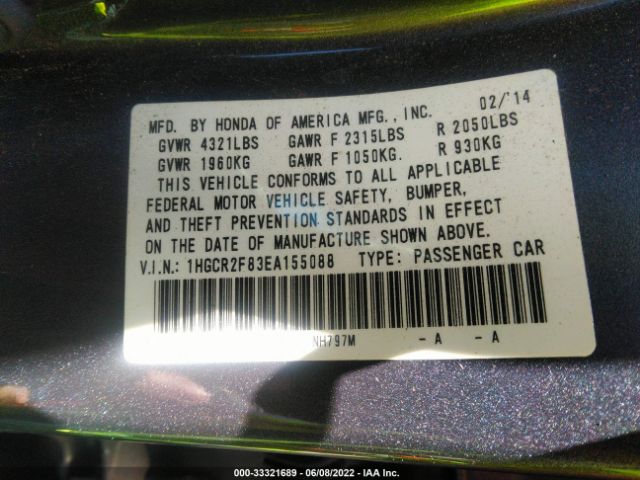 MFD. BY HONDA OF AMERICA MFG., INC. 02/'14
GVWR 4321LBS GAWR F 2315LBS R 2050LBS
GVWR 1960KG GAWR F 1050KG. R 930KG
THIS VEHICLE CONFORMS TO ALL APPLICABLE
FEDERAL MOTOR VEHICLE SAFETY, BUMPER,
AND THEFT PREVENTION STANDARDS IN EFFECT
ON THE DATE OF MANUFACTURE SHOWN ABOVE.
V.I.N.: 1HGCR2F83EA155088 TYPE: PASSENGER CAR
NH797M - A - A
000-33321689 - 06/08/2022 - IAA Inc.